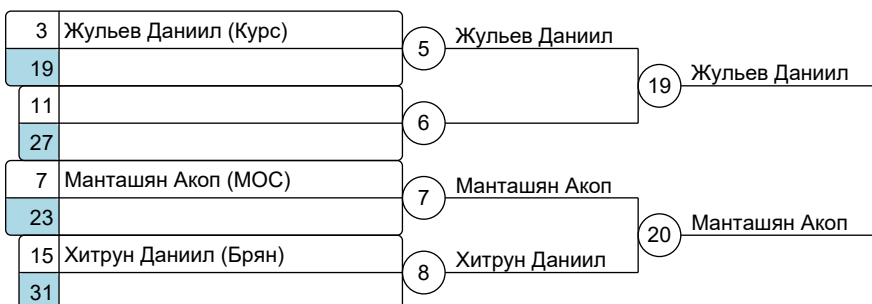 3 Жульев Даниил (Курс)
5 Жульев Даниил
19
19 Жульев Даниил
11
6
27
7 Манташян Акоп (МОС)
7 Манташян Акоп
23
20 Манташян Акоп
15 Хитрун Даниил (Брян)
8 Хитрун Даниил
31